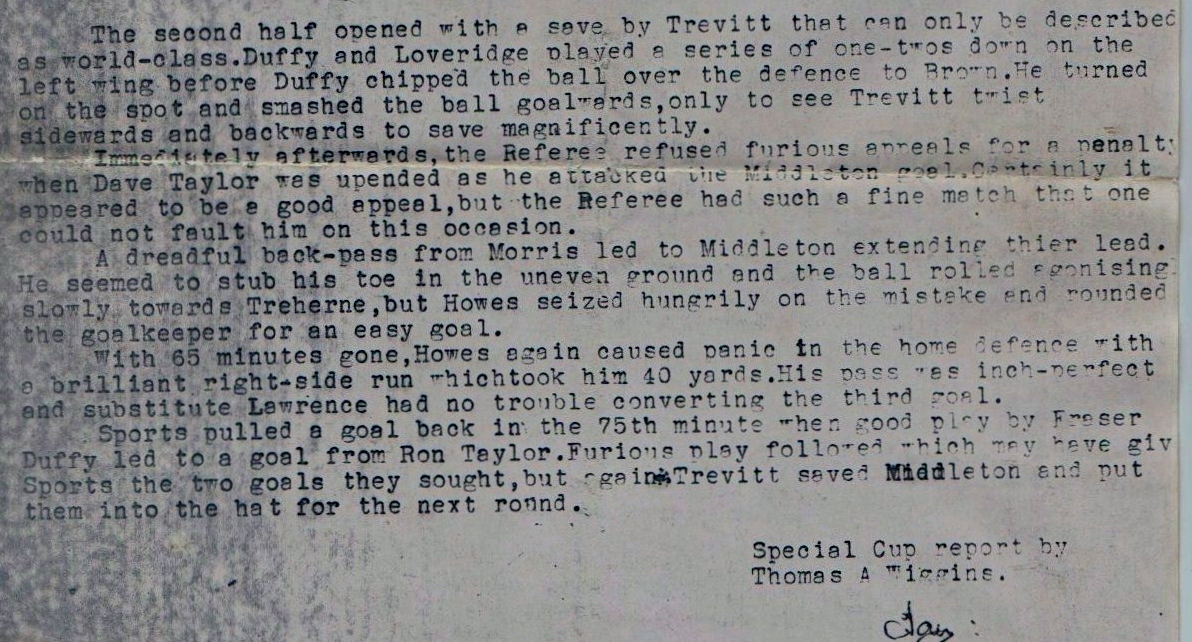 The second half opened with a save by Trevitt that can only be described
as world-class.Duffy and Loveridge played a series of one-twos down on the
left wing before Duffy chipped the ball over the defence to Brown.He turned
on the spot and smashed the ball goalwards,only to see Trevitt twist
sidewards and backwards to save magnificently.
Immediately afterwards,the Referee refused furious appeals for a penalty
when Dave Taylor was upended as he attacked the Middleton goal.Certainly it
appeared to be a good appeal,but the Referee had such a fine match that one
could not fault him on this occasion.
A dreadful back-pass from Morris led to Middleton extending thier lead.
He seemed to stub his toe in the uneven ground and the ball rolled agonising
slowly towards Treherne,but Howes seized hungrily on the mistake and rounded
the goalkeeper for an easy goal.
With 65 minutes gone,Howes again caused panic in the home defence with
a brilliant right-side run whichtook him 40 yards.His pass was inch-perfect
and substitute Lawrence had no trouble converting the third goal.
Sports pulled a goal back in the 75th minute when good play by Fraser
Duffy led to a goal from Ron Taylor.Furious play followed which may have giv
Sports the two goals they sought,but again Trevitt saved Middleton and put
them into the hat for the next round.
Special Cup report by
Thomas A Wiggins.